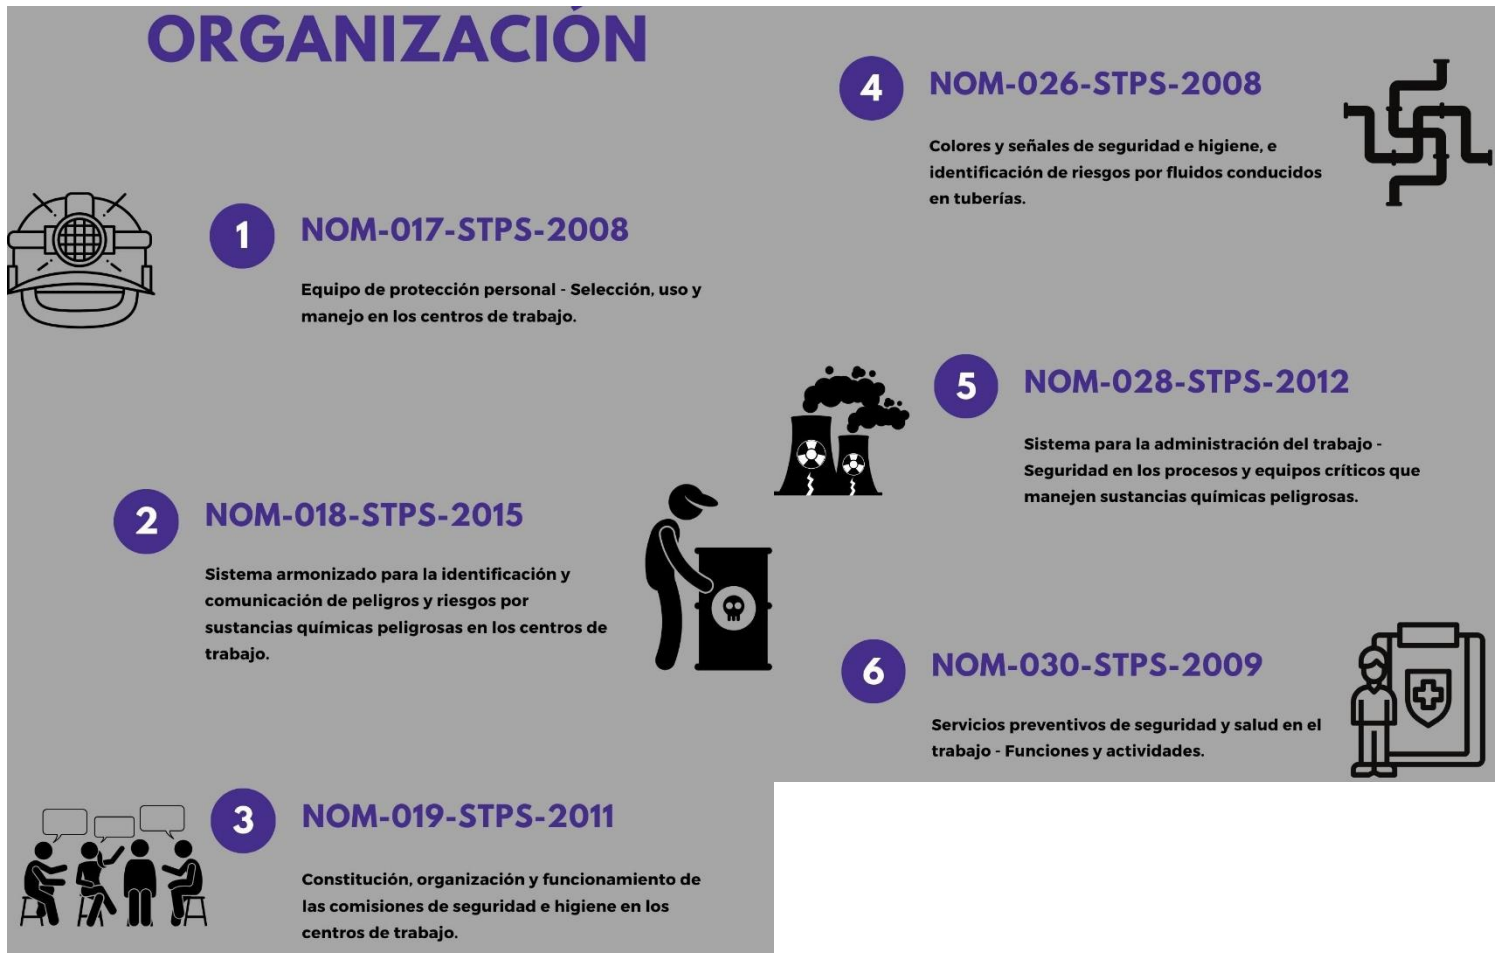 ORGANIZACIÓN
1
NOM-017-STPS-2008
Equipo de protección personal - Selección, uso y
manejo en los centros de trabajo.
2
NOM-018-STPS-2015
Sistema armonizado para la identificación y
comunicación de peligros y riesgos por
sustancias químicas peligrosas en los centros de
trabajo.
3
NOM-019-STPS-2011
Constitución, organización y funcionamiento de
las comisiones de seguridad e higiene en los
centros de trabajo.
4
NOM-026-STPS-2008
Colores y señales de seguridad e higiene, e
identificación de riesgos por fluidos conducidos
en tuberías.
5
NOM-028-STPS-2012
Sistema para la administración del trabajo -
Seguridad en los procesos y equipos críticos que
manejen sustancias químicas peligrosas.
6
NOM-030-STPS-2009
Servicios preventivos de seguridad y salud en el
trabajo - Funciones y actividades.